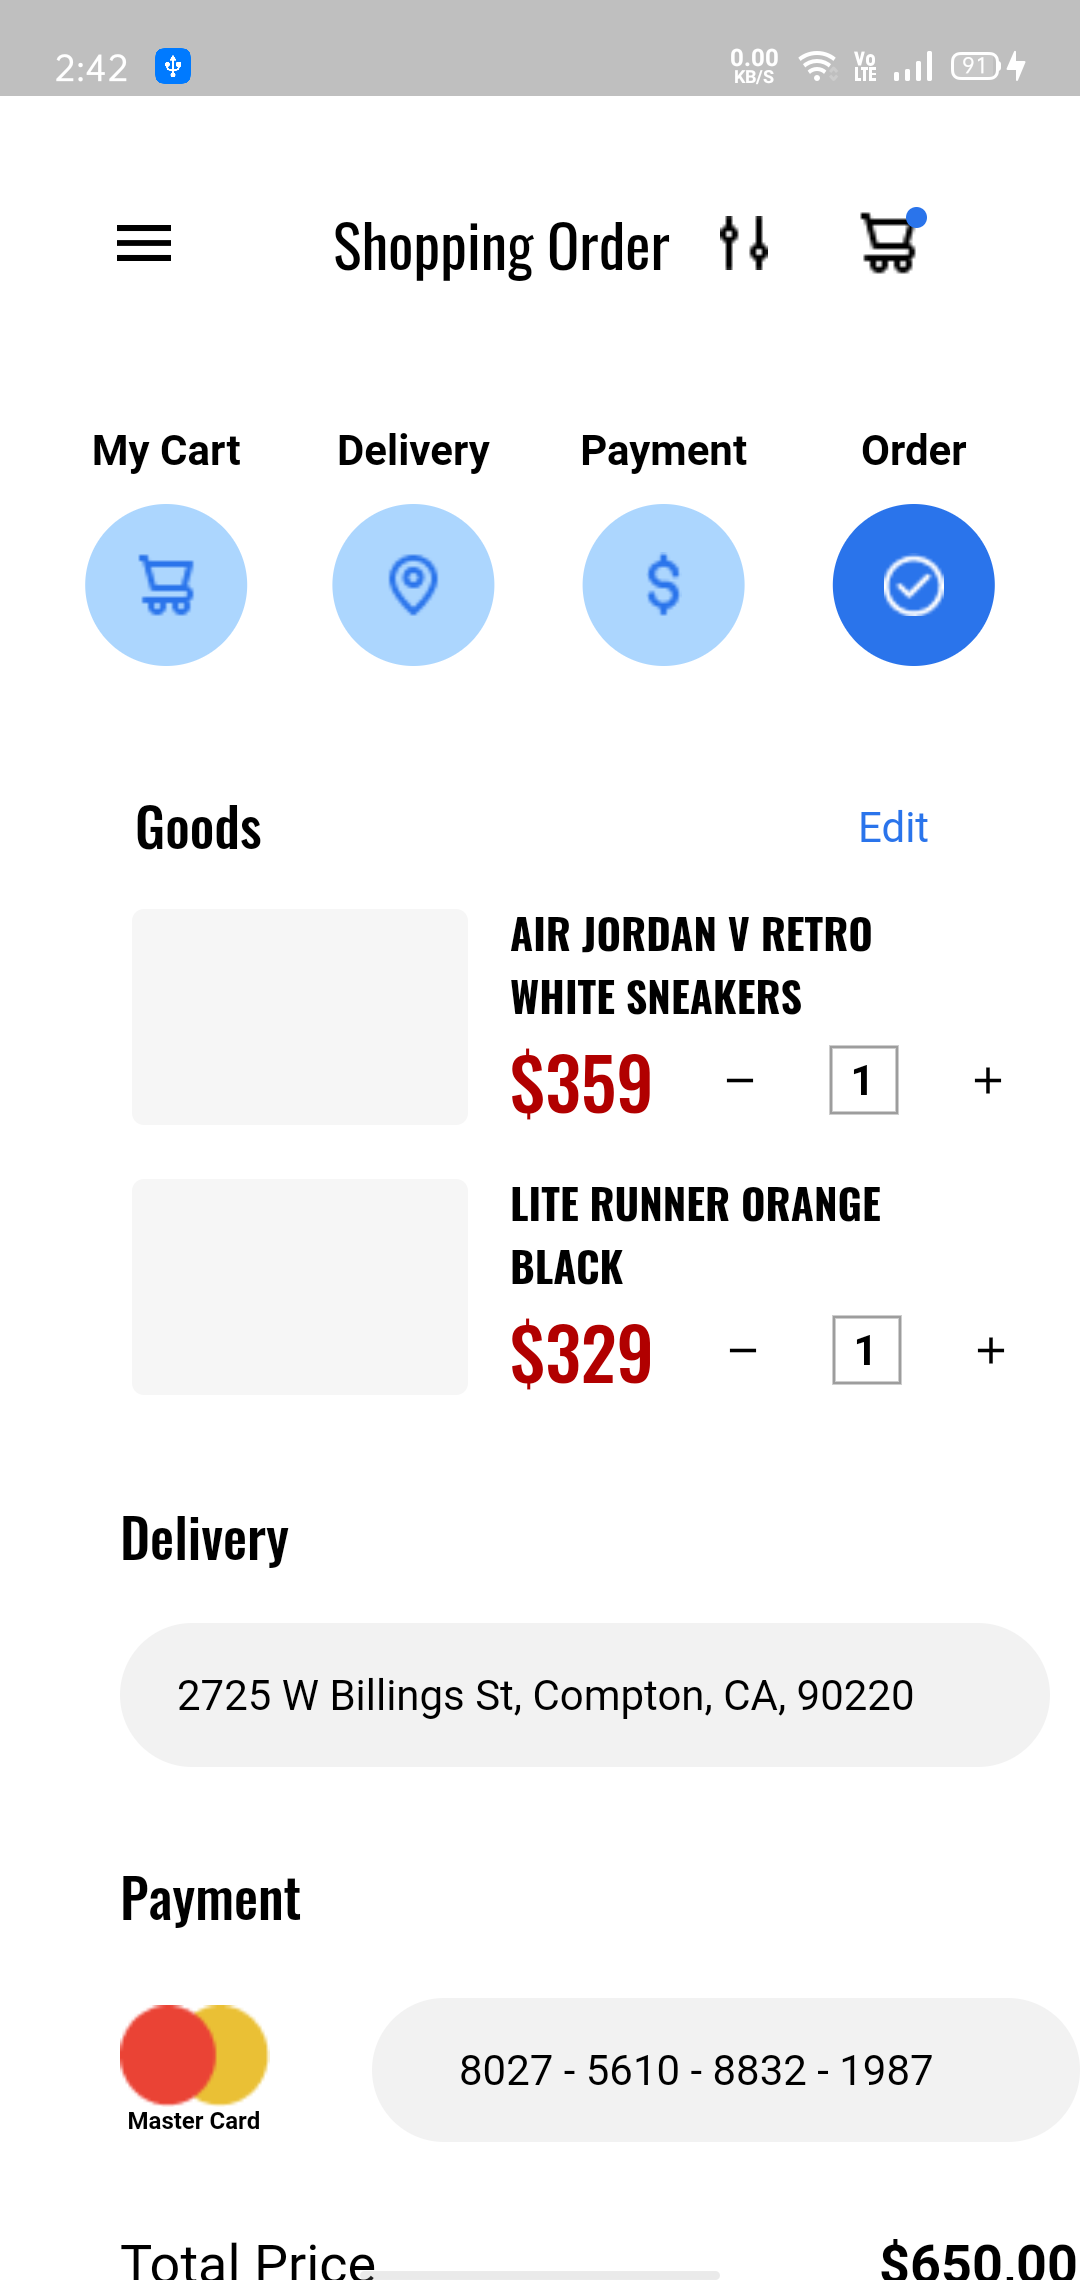 2:42
0.00
KB/S
Vo
LTE
91
Shopping Order
My Cart
Delivery
Payment
Order
Goods
Edit
AIR JORDAN V RETRO
WHITE SNEAKERS
$359
1
LITE RUNNER ORANGE
BLACK
$329
1
Delivery
2725 W Billings St, Compton, CA, 90220
Payment
8027 - 5610 - 8832 - 1987
Master Card
Total Price
$650.00